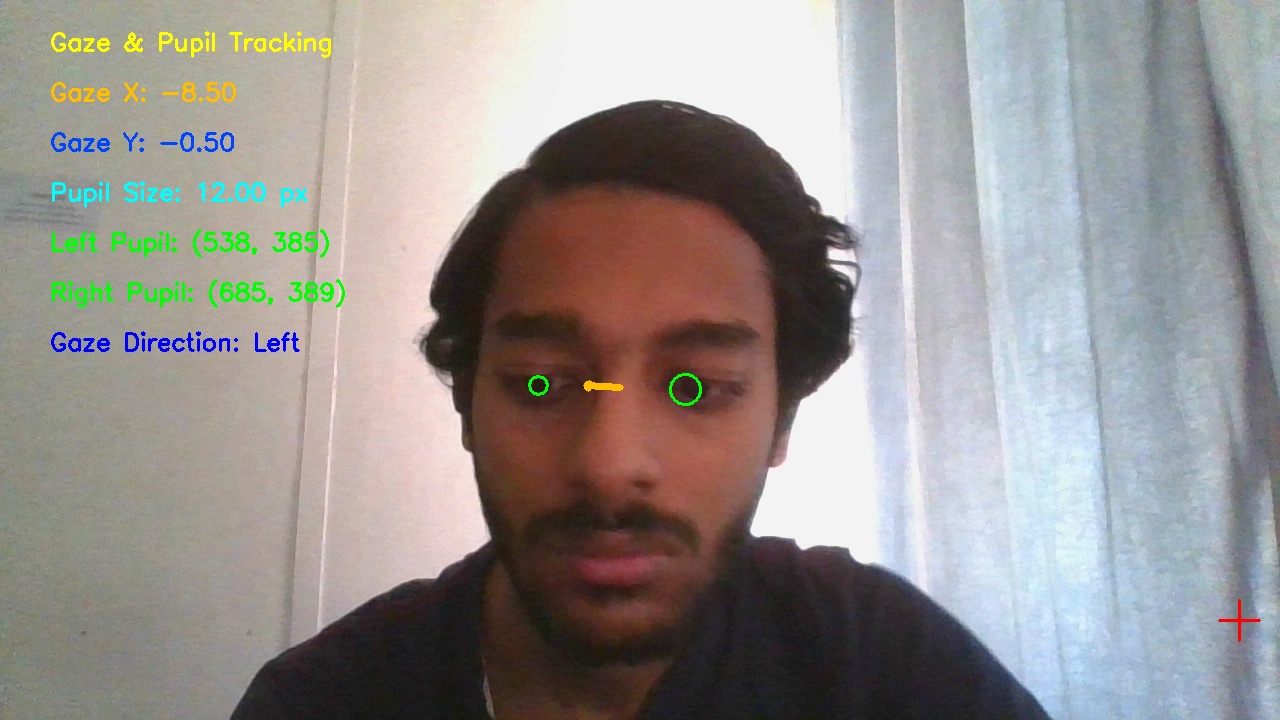 Gaze & Pupil Tracking
Gaze X: -8.50
Gaze Y: -0.50
Pupil Size: 12.00 px
Left Pupil: (538, 385)
Right Pupil: (685, 389)
Gaze Direction: Left